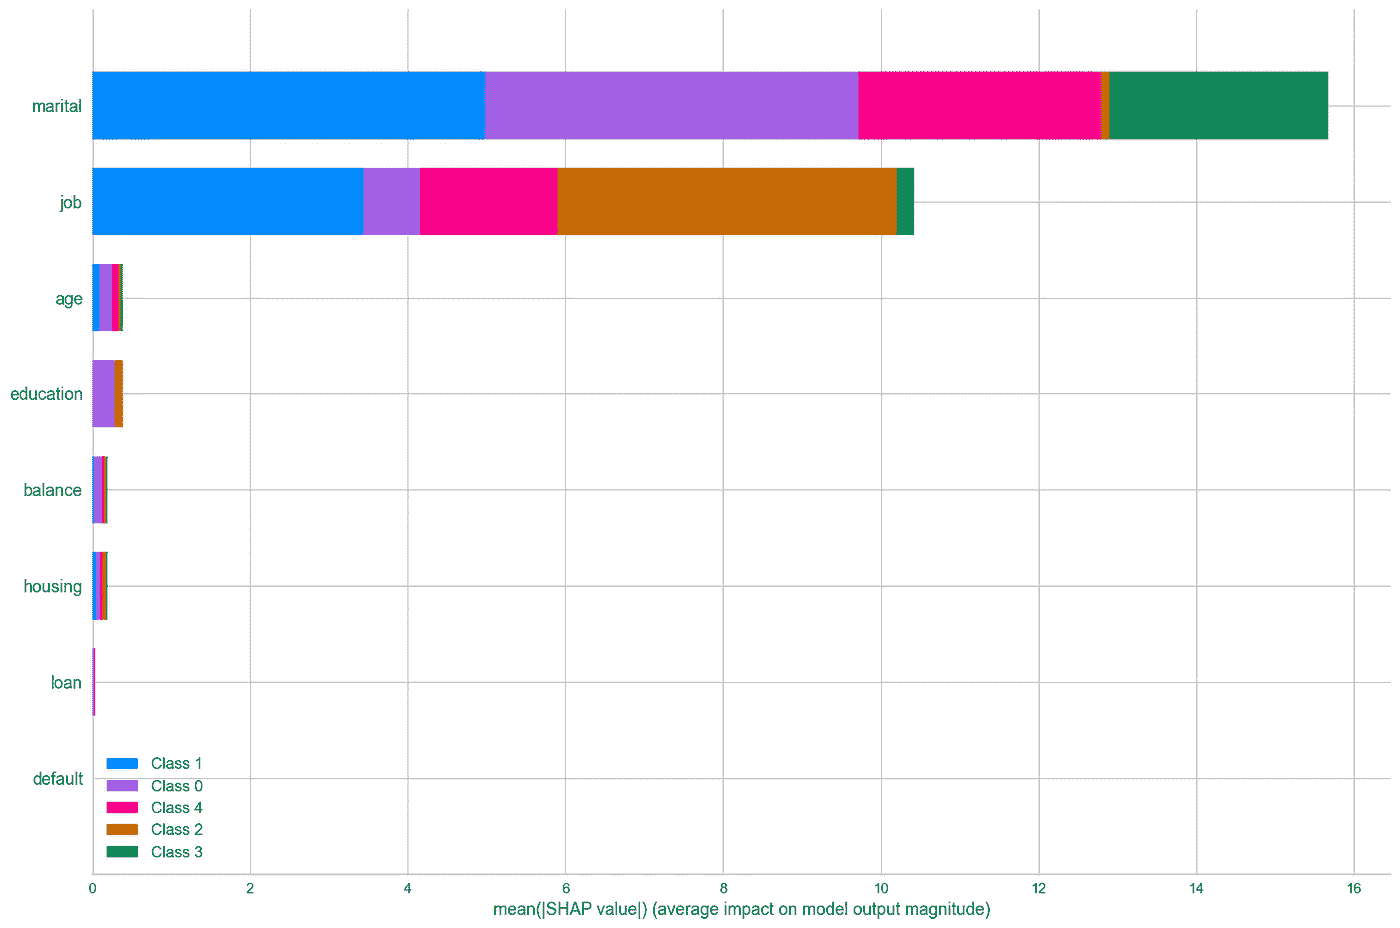 marital
job
age
education
balance
housing
loan
default
Class 1
Class 0
Class 4
Class 2
Class 3
0 2 4 6 8 10 12 14 16
mean(|SHAP value|) (average impact on model output magnitude)